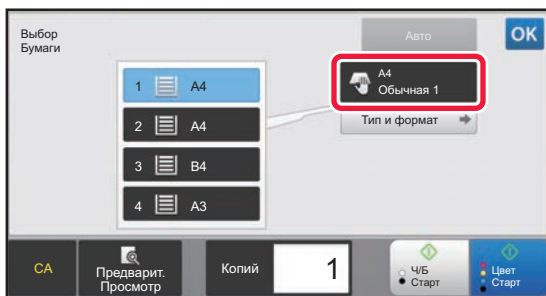 Выбор
Бумаги
Авто
OK
1 A4
2 A4
3 B4
4 A3
A4
Обычная 1
Тип и формат
CA
Предварит.
Просмотр
Копий
1
Ч/Б
Старт
Цвет
Старт